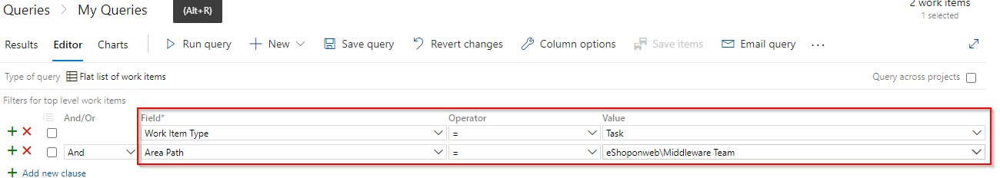 Queries > My Queries (Alt+R) 2 work items
1 selected
Results Editor Charts Run query New Save query Revert changes Column options Save items Email query ...
Type of query Flat list of work items Query across projects
Filters for top level work items
And/Or Field* Operator Value
Work Item Type = Task
And Area Path = eShoponweb\Middleware Team
Add new clause